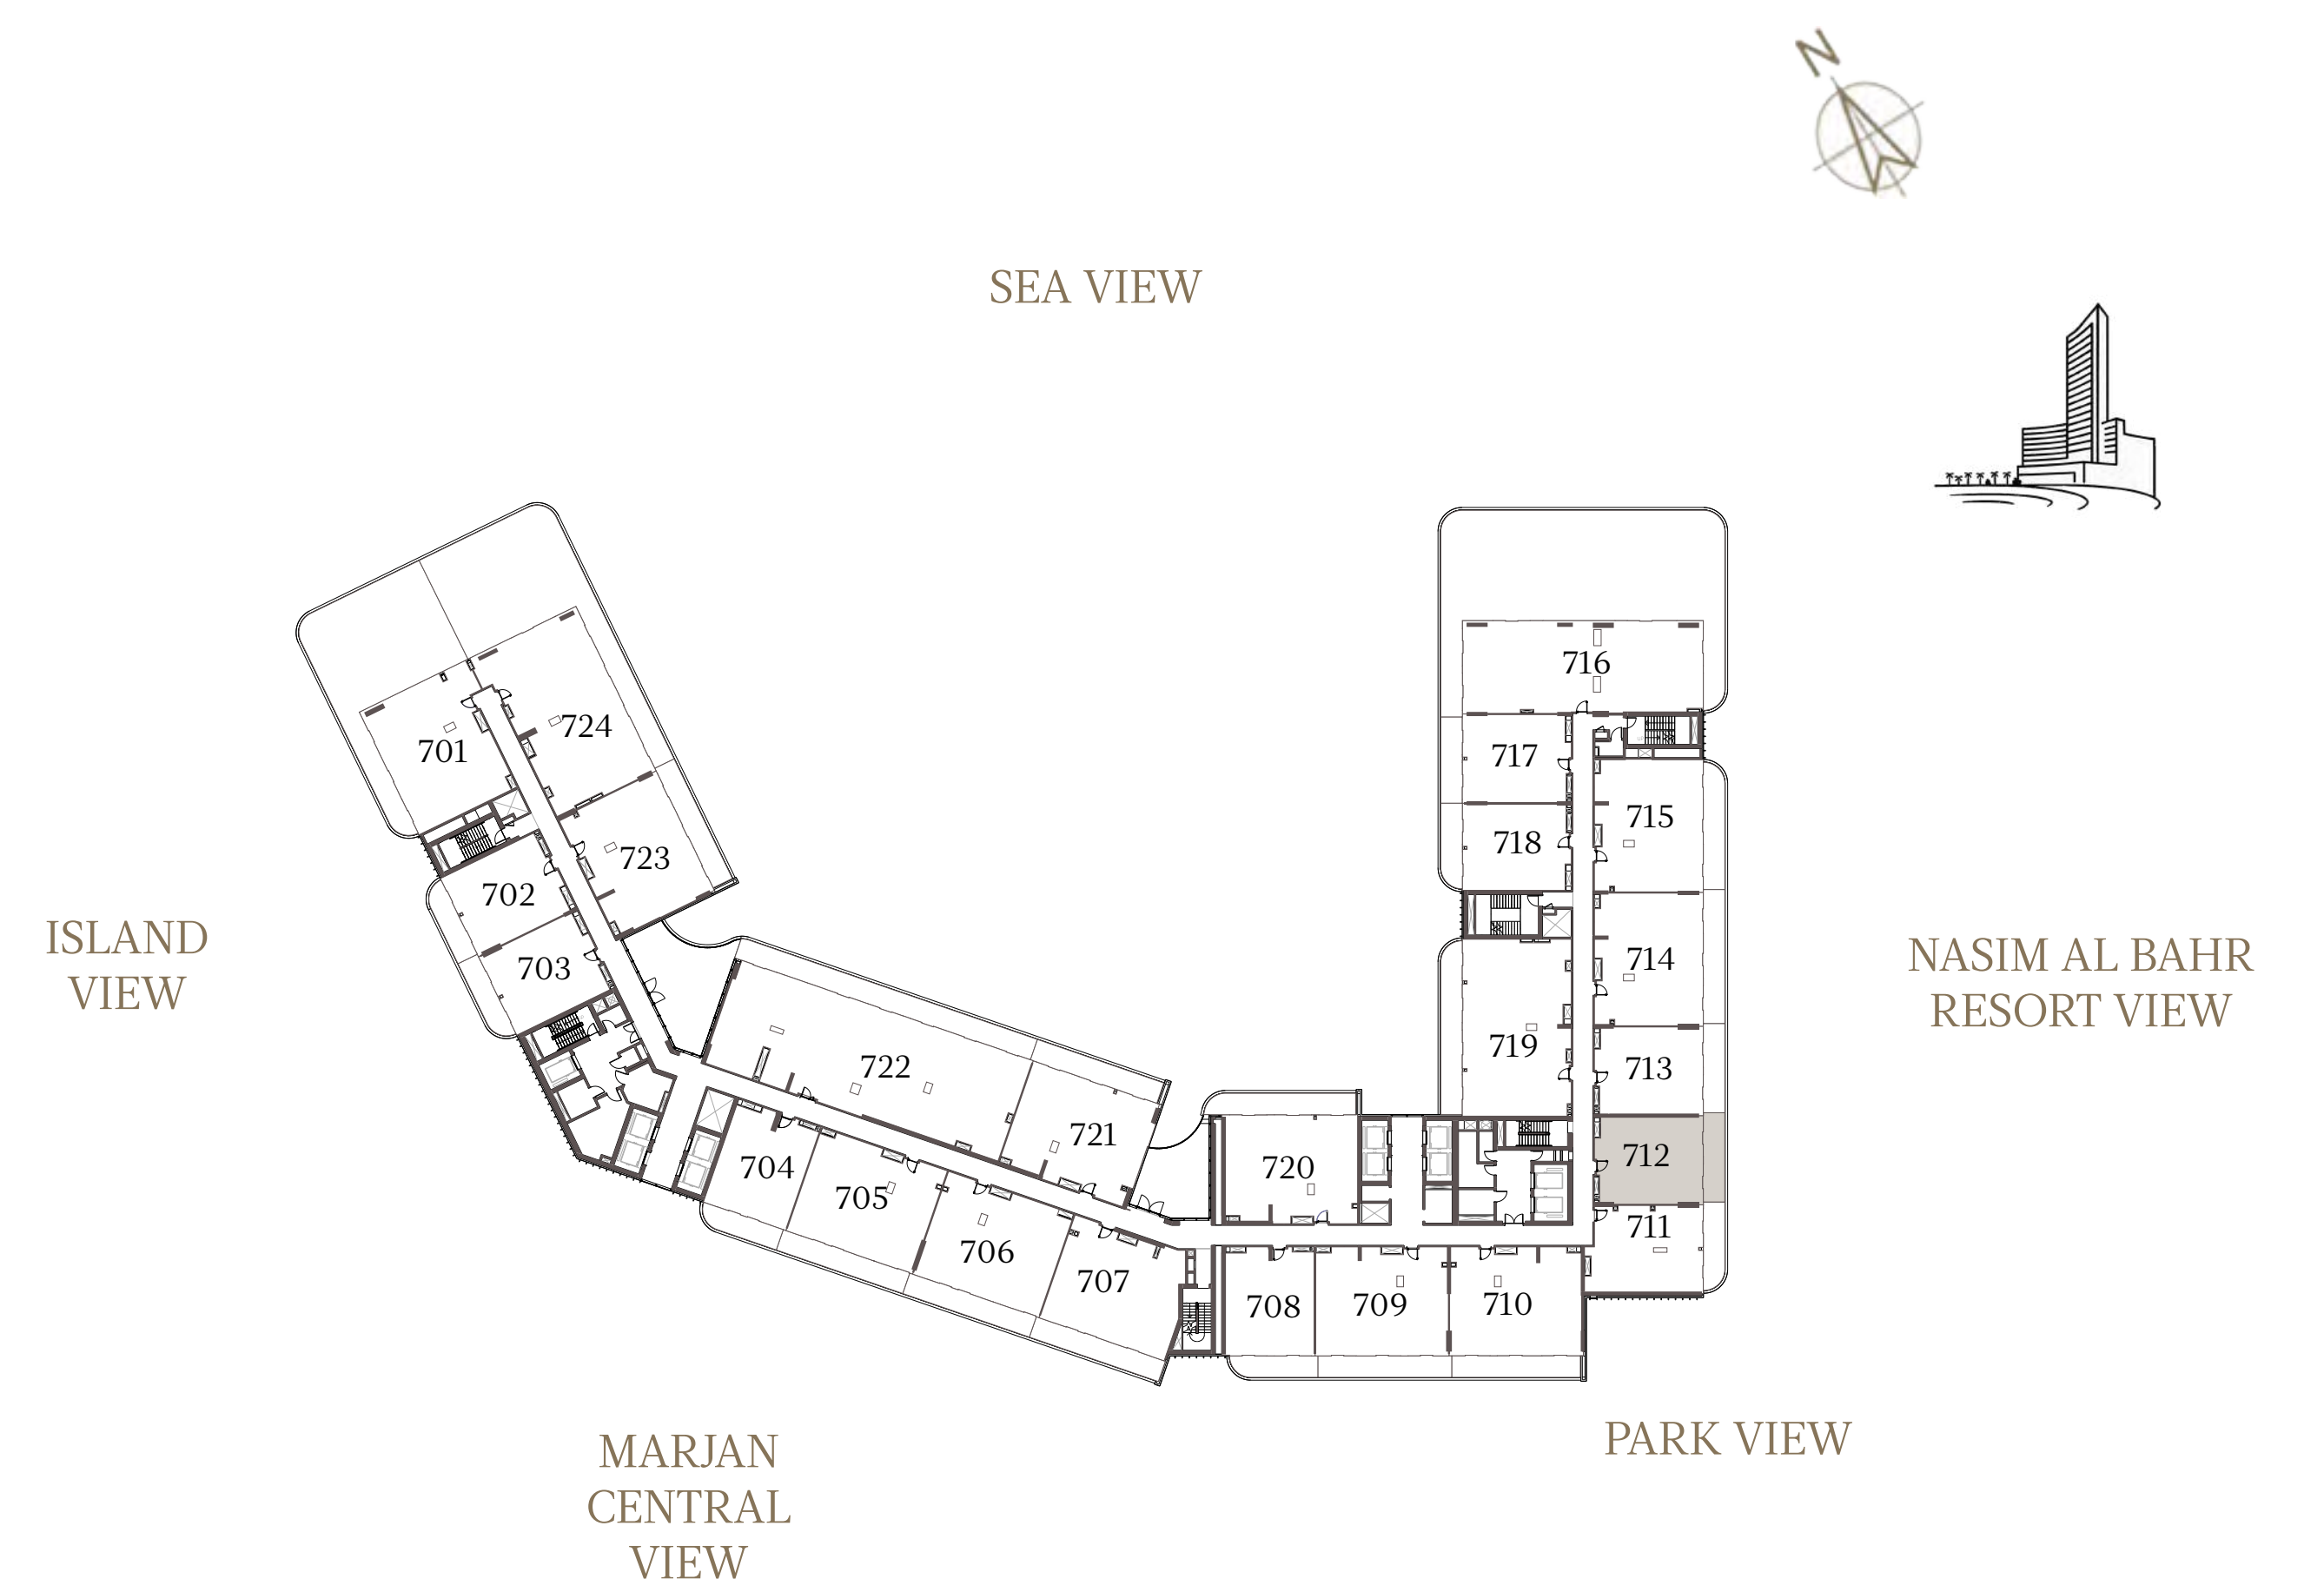 N
SEA VIEW
716
724
701
717
715
718
723
702
ISLAND
VIEW
703
714
NASIM AL BAHR
RESORT VIEW
719
722
713
721
712
704
720
705
711
706
707
708
709
710
PARK VIEW
MARJAN
CENTRAL
VIEW